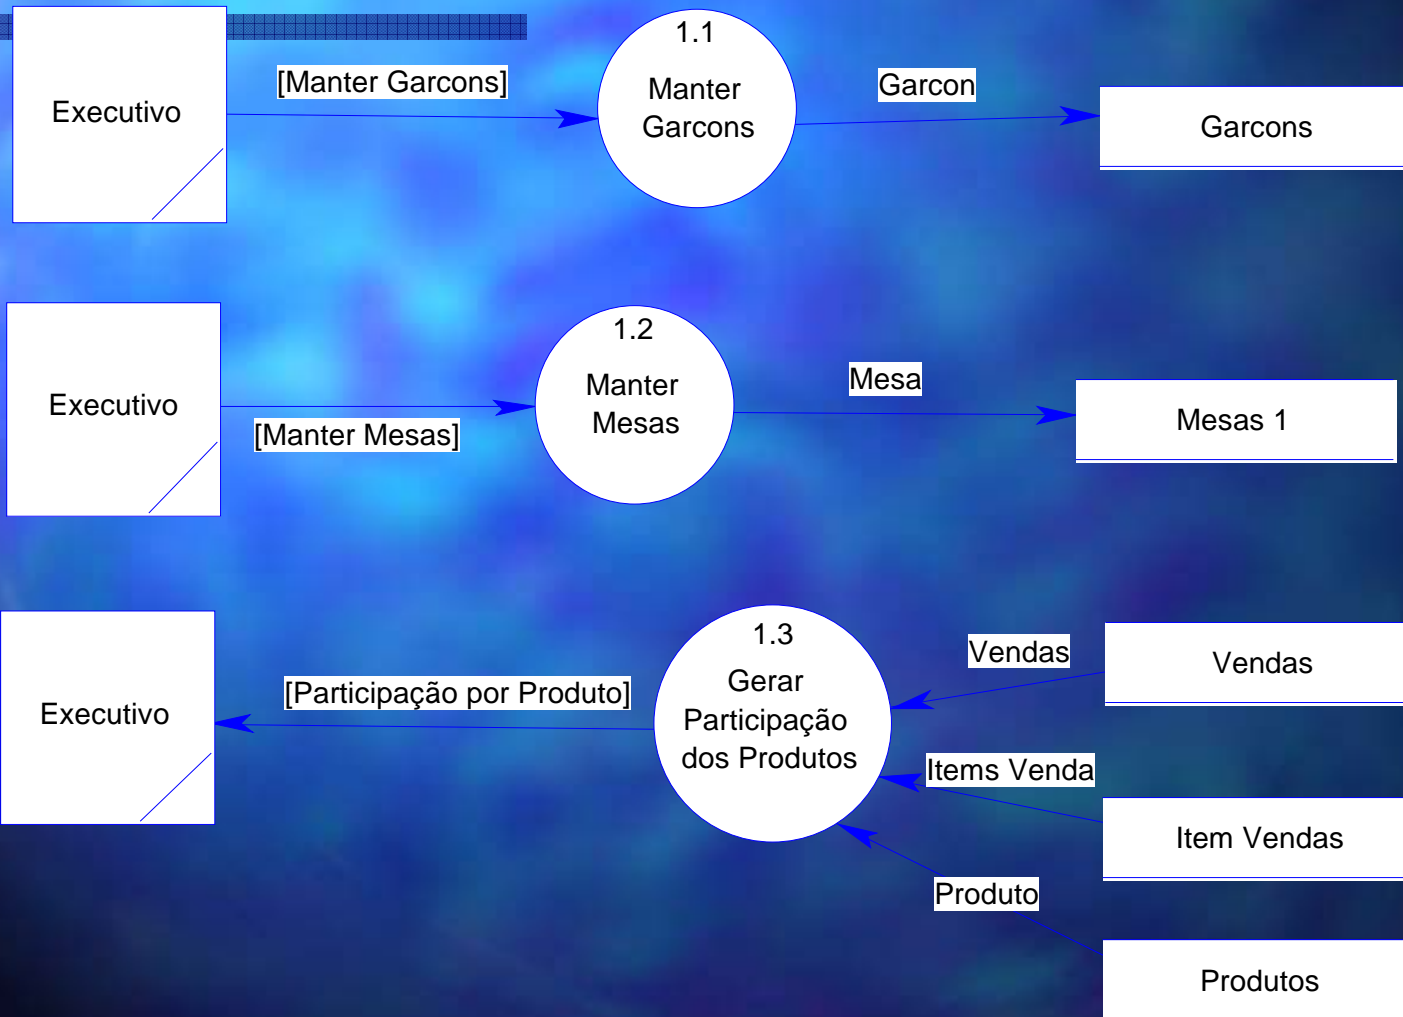 1.1
Executivo
[Manter Garcons]
Manter
Garcons
Garcon
Garcons
1.2
Executivo
[Manter Mesas]
Manter
Mesas
Mesa
Mesas 1
1.3
Executivo
[Participação por Produto]
Gerar
Participação
dos Produtos
Vendas
Vendas
Items Venda
Item Vendas
Produto
Produtos